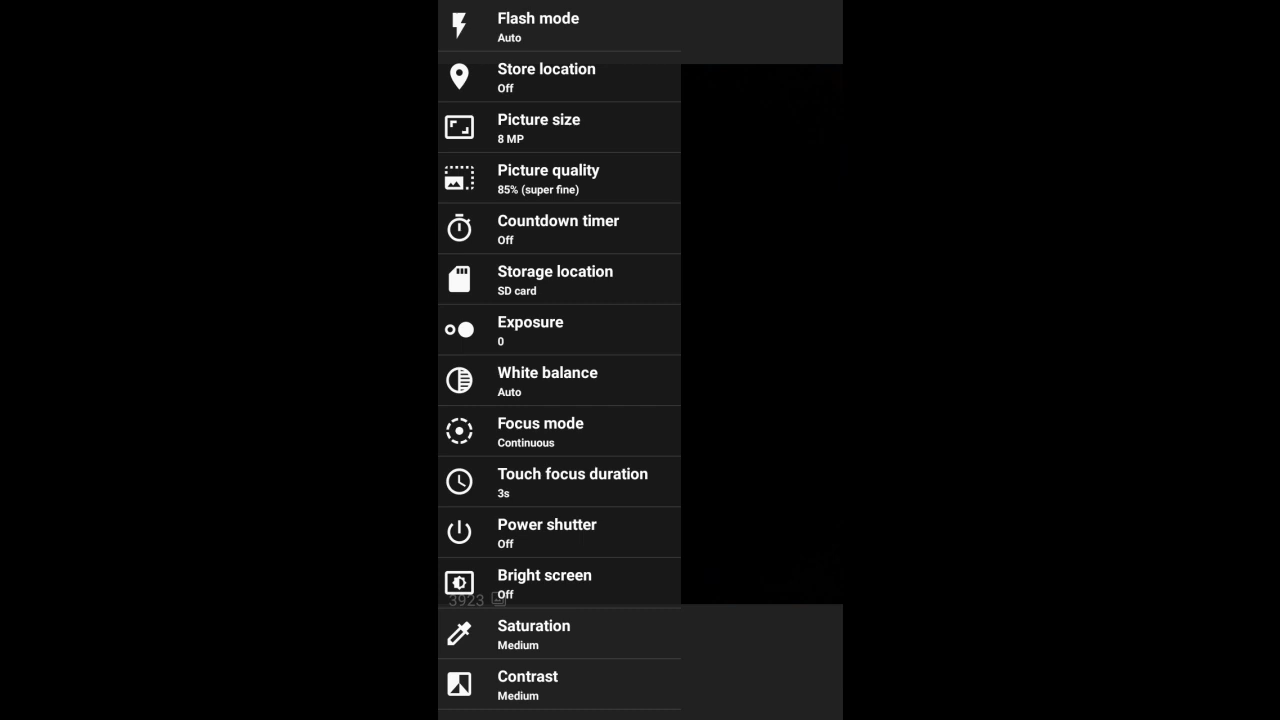 Flash mode
Auto
Store location
Off
Picture size
8 MP
Picture quality
85% (super fine)
Countdown timer
Off
Storage location
SD card
Exposure
0
White balance
Auto
Focus mode
Continuous
Touch focus duration
3s
Power shutter
Off
Bright screen
Off
3923
Saturation
Medium
Contrast
Medium